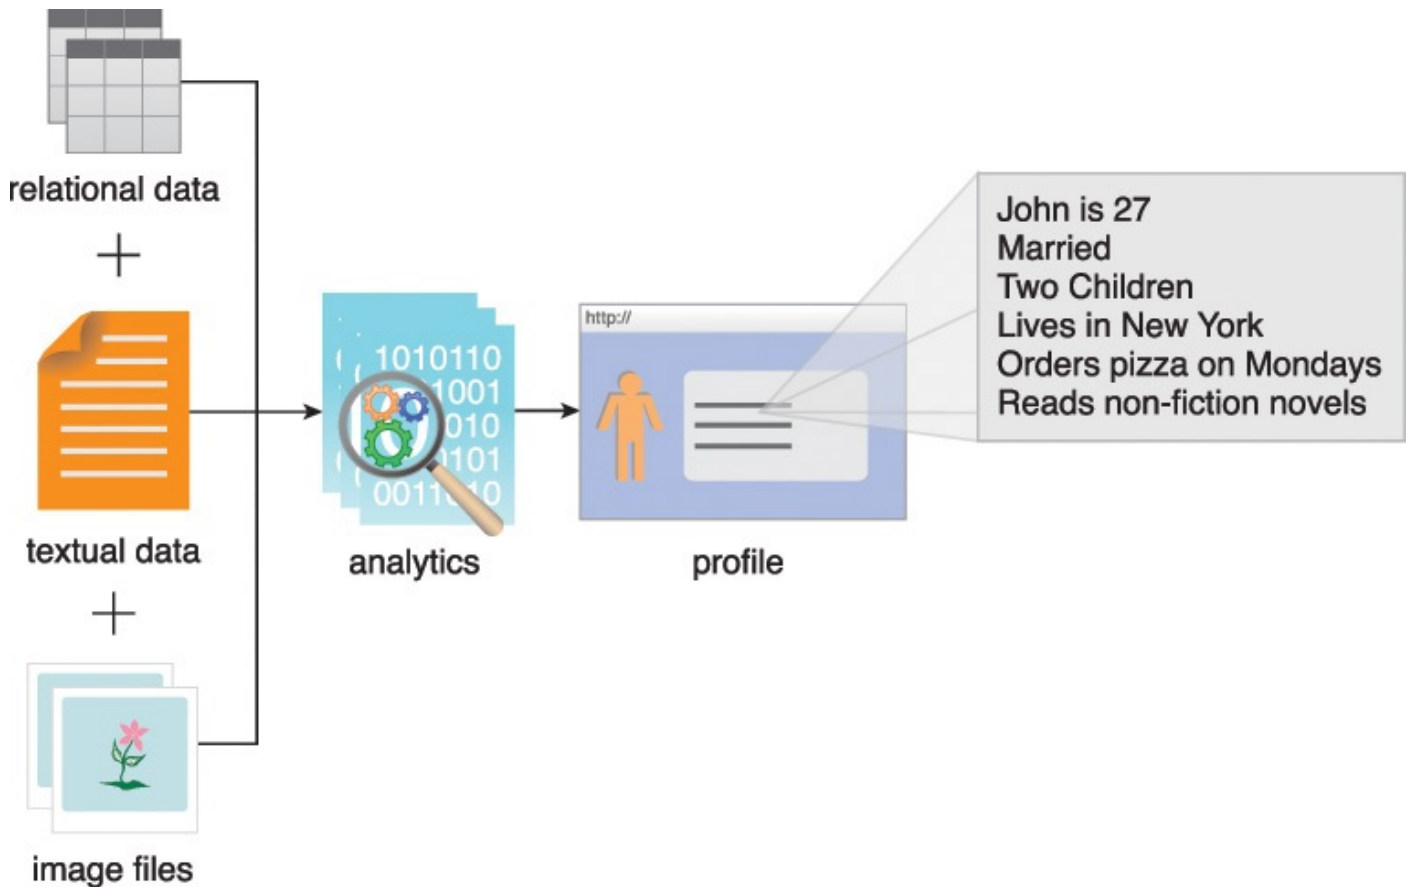 relational data
+
textual data
+
image files
1010110
1001
010
101
0011 10
analytics
http://
profile
John is 27
Married
Two Children
Lives in New York
Orders pizza on Mondays
Reads non-fiction novels